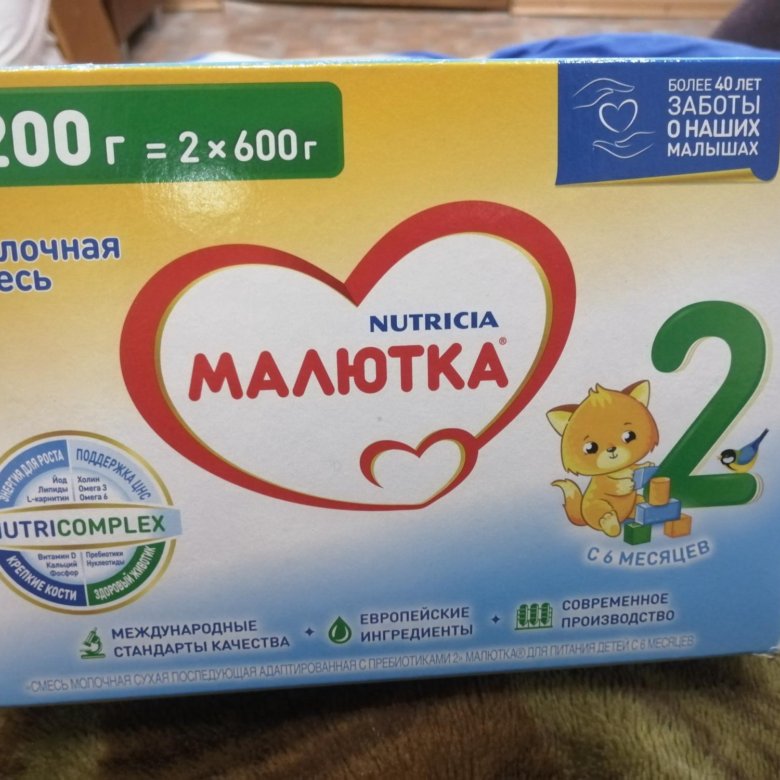 200 г = 2×600г
БОЛЕЕ 40 ЛЕТ
ЗАБОТЫ
О НАШИХ
МАЛЫШАХ
лочная
есь
NUTRICIA
МАЛЮТКА®
2
С 6 МЕСЯЦЕВ
ЭНЕРГИЯ ДЛЯ РОСТА
ПОДДЕРЖКА ЦНС
Йод
Липиды
L-карнитин
Холин
Омега 3
Омега 6
NUTRICOMPLEX
Витамин D
Кальций
Фосфор
Пребиотики
Нуклеотиды
КРЕПКИЕ КОСТИ
ЗДОРОВЫЙ ЖИВОТИК
МЕЖДУНАРОДНЫЕ
СТАНДАРТЫ КАЧЕСТВА
ЕВРОПЕЙСКИЕ
ИНГРЕДИЕНТЫ
СОВРЕМЕННОЕ
ПРОИЗВОДСТВО
«СМЕСЬ МОЛОЧНАЯ СУХАЯ ПОСЛЕДУЮЩАЯ АДАПТИРОВАННАЯ С ПРЕБИОТИКАМИ 2» МАЛЮТКА® ДЛЯ ПИТАНИЯ ДЕТЕЙ С 6 МЕСЯЦЕВ